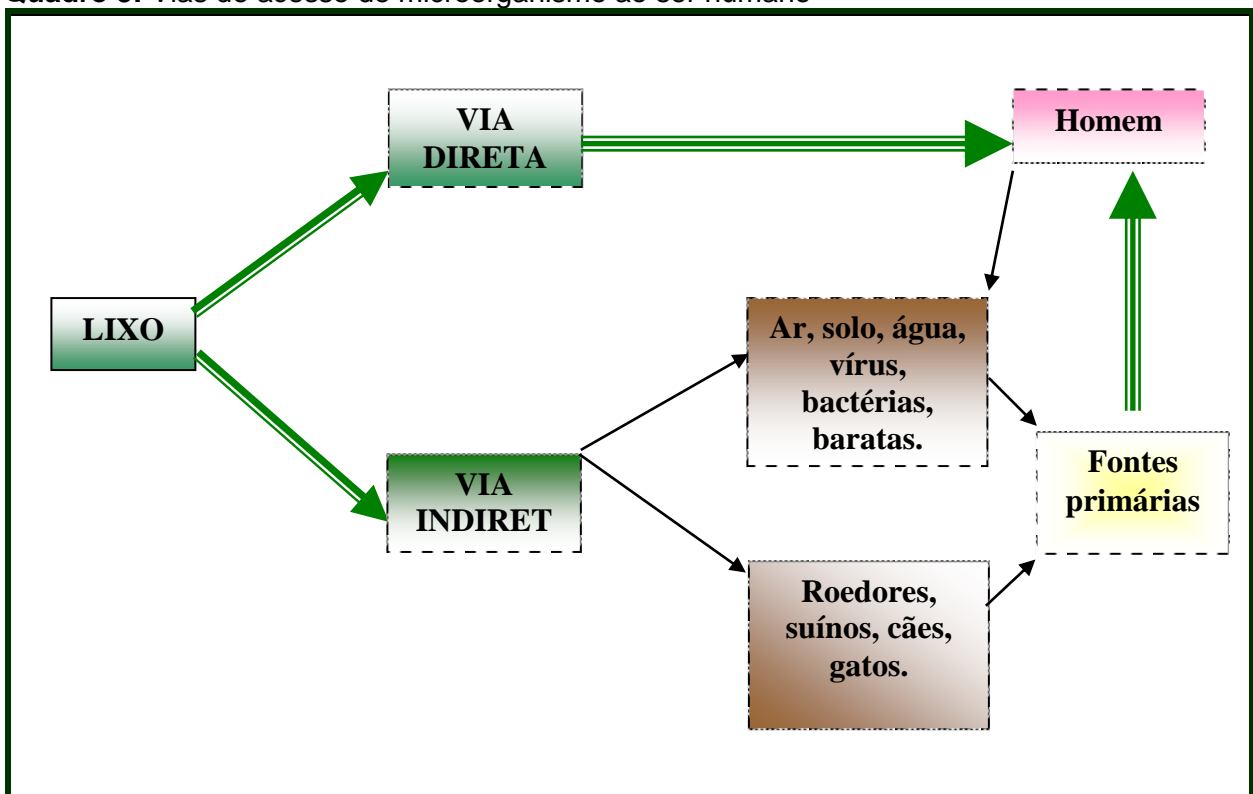 VIA
DIRETA
Homem
LIXO
Ar, solo, água,
vírus,
bactérias,
baratas.
Fontes
primárias
VIA
INDIRET
Roedores,
suínos, cães,
gatos.